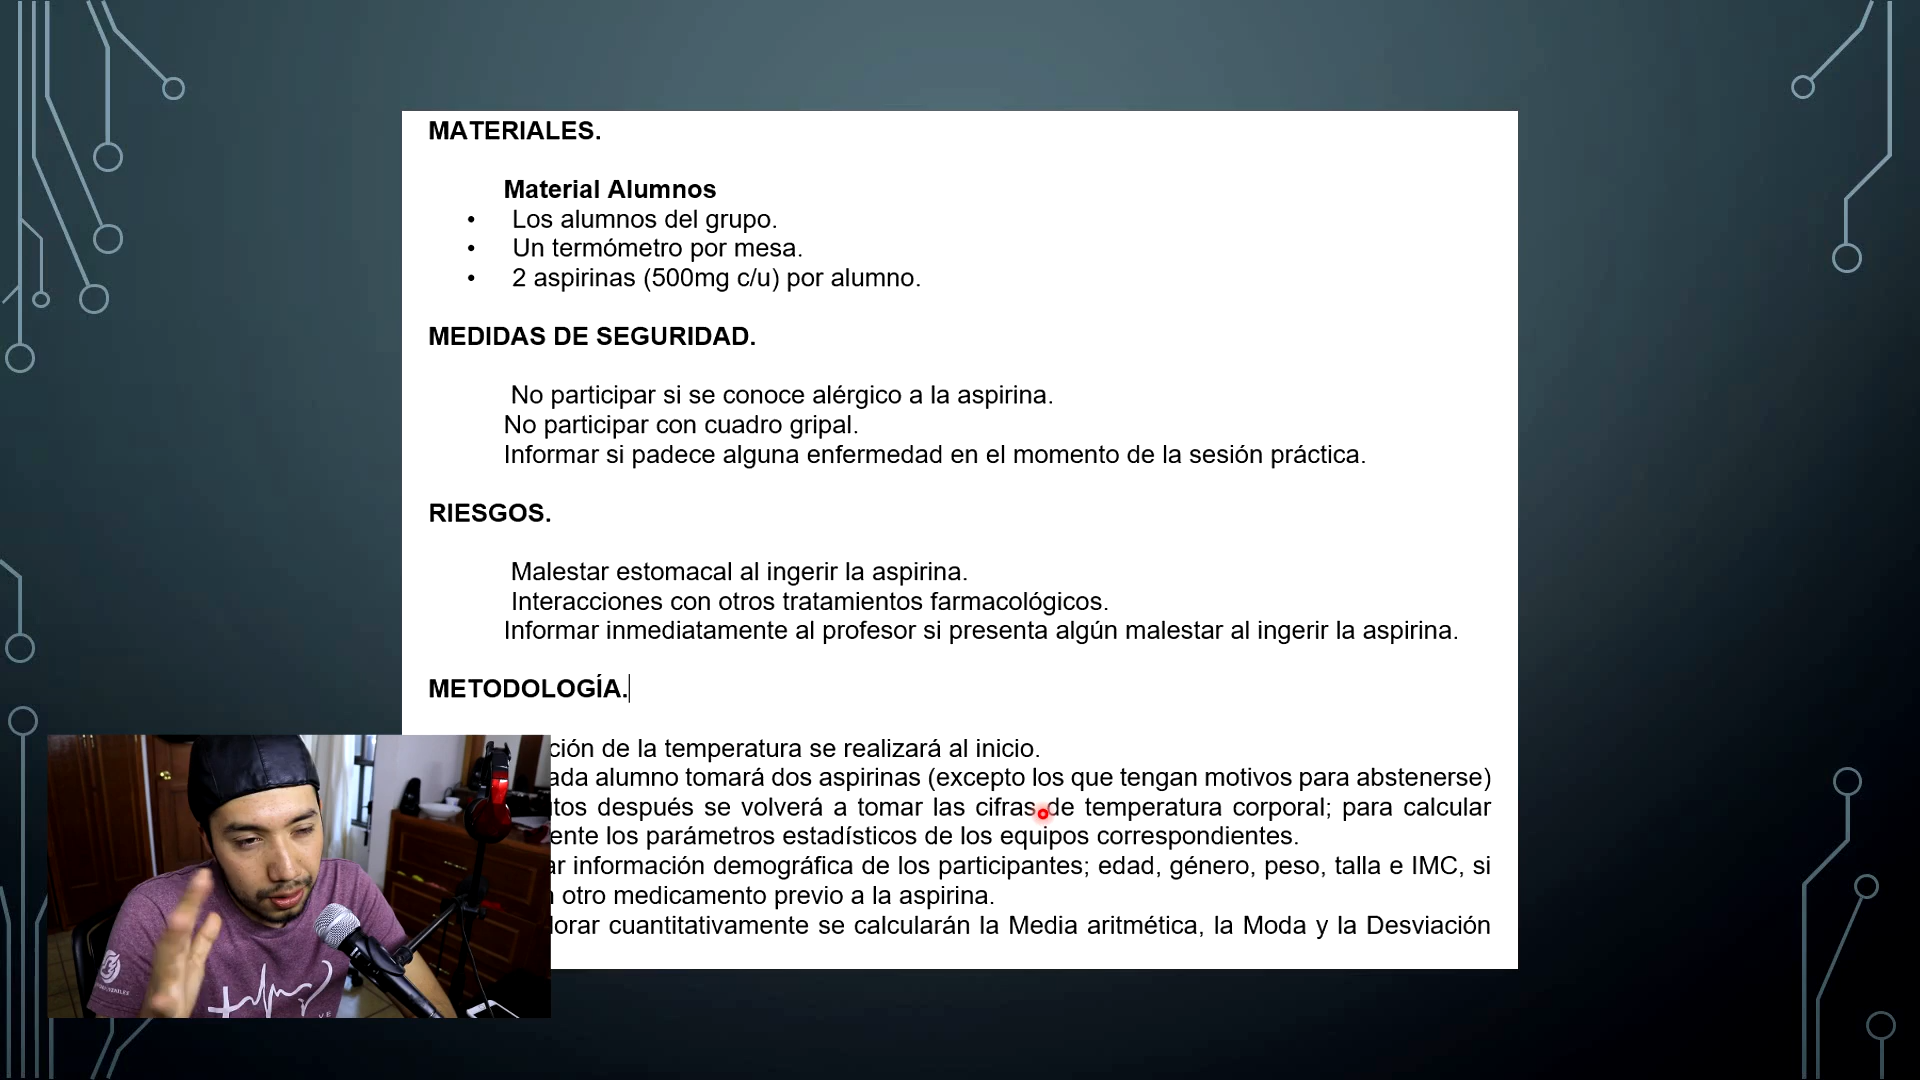 MATERIALES.
Material Alumnos
• Los alumnos del grupo.
• Un termómetro por mesa.
• 2 aspirinas (500mg c/u) por alumno.
MEDIDAS DE SEGURIDAD.
No participar si se conoce alérgico a la aspirina.
No participar con cuadro gripal.
Informar si padece alguna enfermedad en el momento de la sesión práctica.
RIESGOS.
Malestar estomacal al ingerir la aspirina.
Interacciones con otros tratamientos farmacológicos.
Informar inmediatamente al profesor si presenta algún malestar al ingerir la aspirina.
METODOLOGÍA.
ción de la temperatura se realizará al inicio.
ada alumno tomará dos aspirinas (excepto los que tengan motivos para abstenerse)
tos después se volverá a tomar las cifras de temperatura corporal; para calcular
ente los parámetros estadísticos de los equipos correspondientes.
ar información demográfica de los participantes; edad, género, peso, talla e IMC, si
otro medicamento previo a la aspirina.
lorar cuantitativamente se calcularán la Media aritmética, la Moda y la Desviación